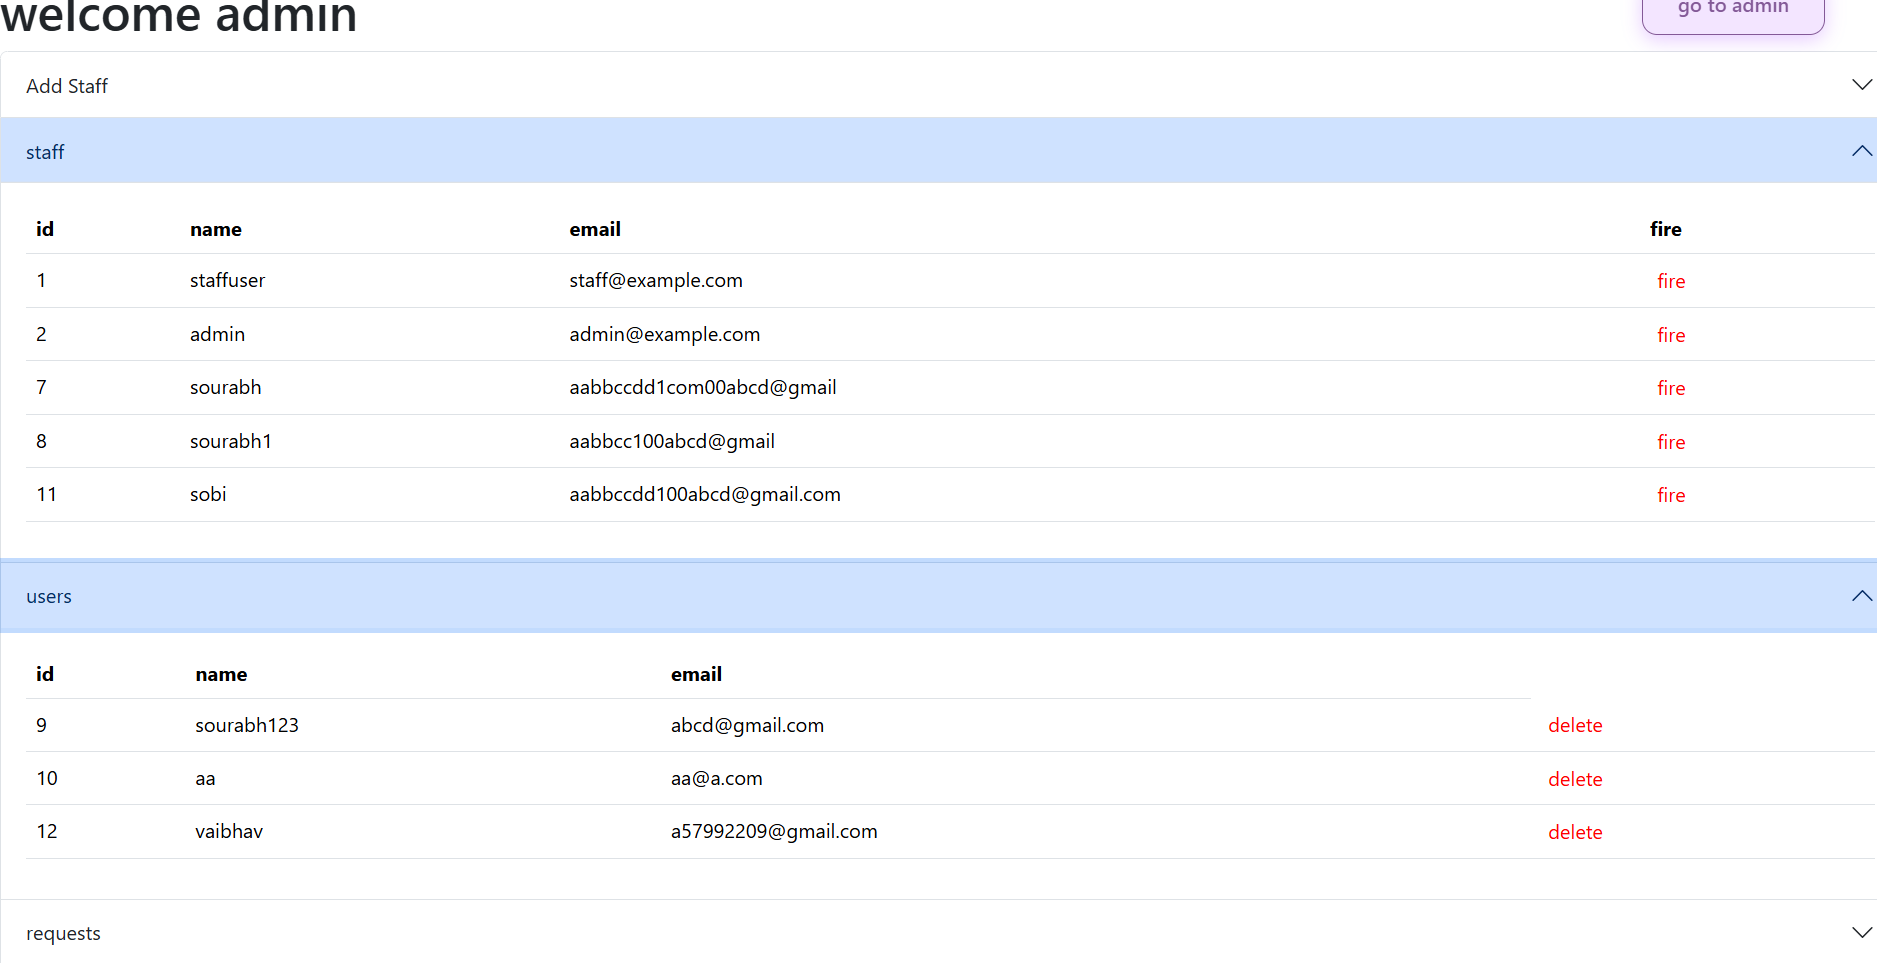 welcome admin
go to admin
Add Staff
staff
id name email fire
1 staffuser staff@example.com fire
2 admin admin@example.com fire
7 sourabh aabbccdd1com00abcd@gmail fire
8 sourabh1 aabbcc100abcd@gmail fire
11 sobi aabbccdd100abcd@gmail.com fire
users
id name email
9 sourabh123 abcd@gmail.com delete
10 aa aa@a.com delete
12 vaibhav a57992209@gmail.com delete
requests